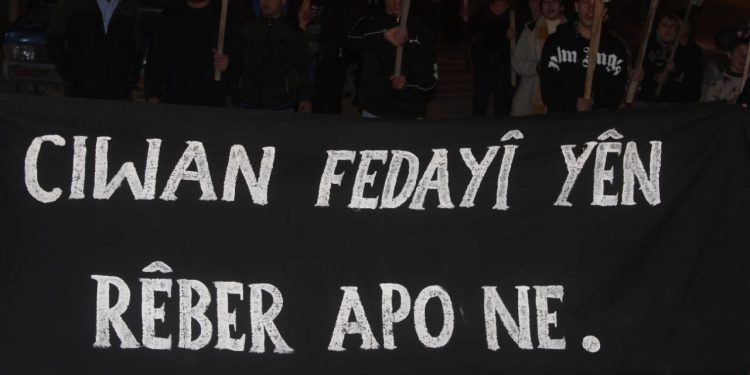 CIWAN FEDAYÎ YÊN
RÊBER APO NE.